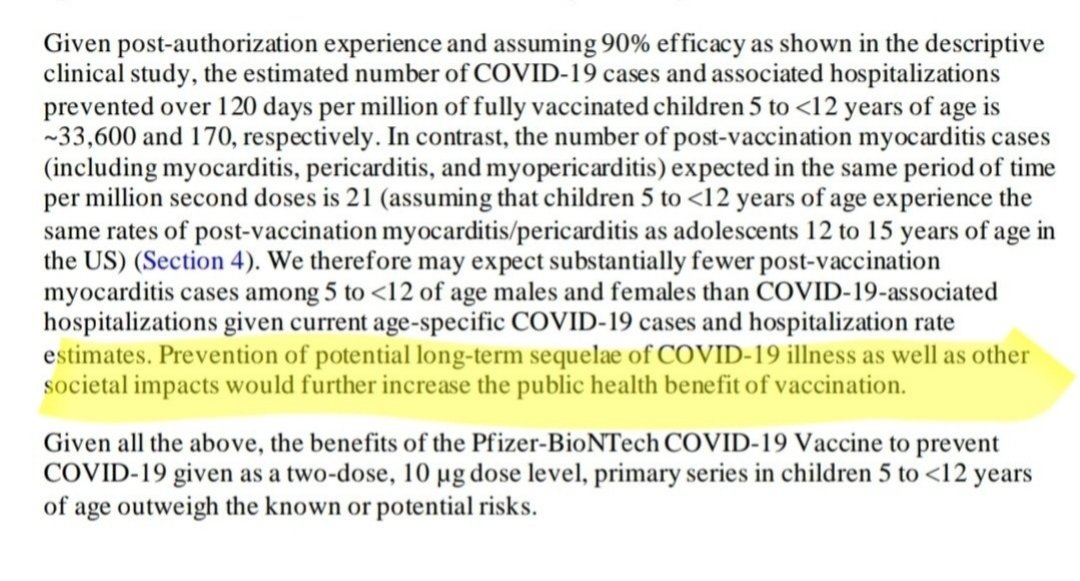 Given post-authorization experience and assuming 90% efficacy as shown in the descriptive
clinical study, the estimated number of COVID-19 cases and associated hospitalizations
prevented over 120 days per million of fully vaccinated children 5 to <12 years of age is
~33,600 and 170, respectively. In contrast, the number of post-vaccination myocarditis cases
(including myocarditis, pericarditis, and myopericarditis) expected in the same period of time
per million second doses is 21 (assuming that children 5 to <12 years of age experience the
same rates of post-vaccination myocarditis/pericarditis as adolescents 12 to 15 years of age in
the US) (Section 4). We therefore may expect substantially fewer post-vaccination
myocarditis cases among 5 to <12 of age males and females than COVID-19-associated
hospitalizations given current age-specific COVID-19 cases and hospitalization rate
estimates. Prevention of potential long-term sequelae of COVID-19 illness as well as other
societal impacts would further increase the public health benefit of vaccination.
Given all the above, the benefits of the Pfizer-BioNTech COVID-19 Vaccine to prevent
COVID-19 given as a two-dose, 10 µg dose level, primary series in children 5 to <12 years
of age outweigh the known or potential risks.